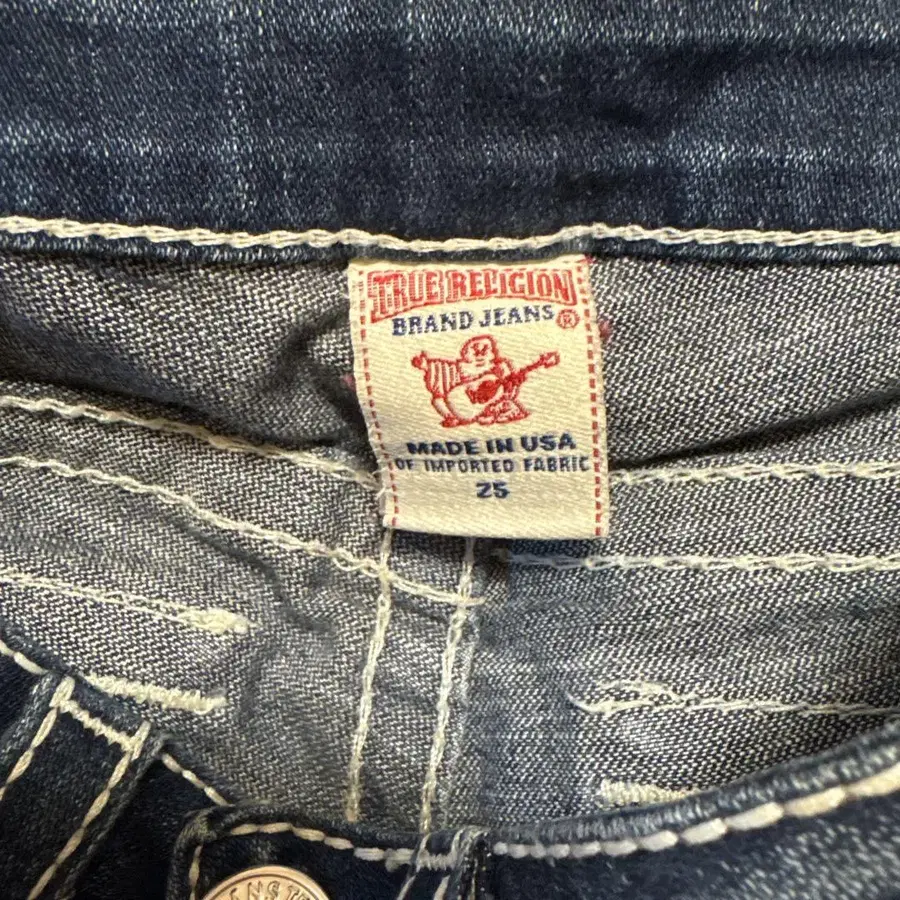 TRUE RELIGION
BRAND JEANS®
MADE IN USA
OF IMPORTED FABRIC
25